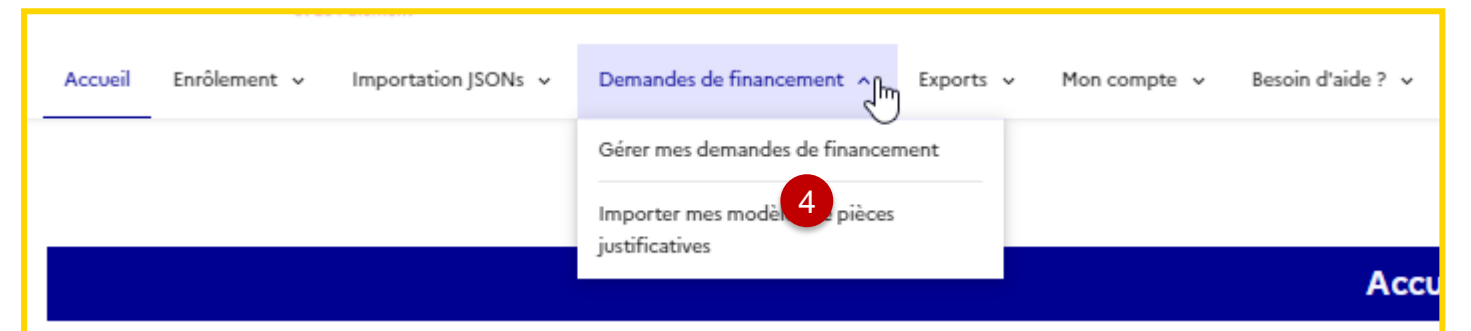 Accueil Enrôlement Importation JSONs Demandes de financement Exports Mon compte Besoin d'aide ?
Gérer mes demandes de financement
4
Importer mes pièces
justificatives
Accu